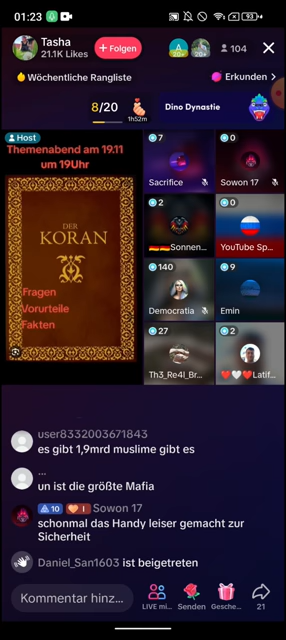 01:23
93
Tasha
21.1K Likes
+ Folgen
20+
20+
104
Wöchentliche Rangliste
Erkunden >
8/20
1h52m
Dino Dynastie
Host
Themenabend am 19.11
um 19Uhr
DER
KORAN
Fragen
Vorurteile
Fakten
7
Sacrifice
0
Sowon 17
2
Sonnen...
0
YouTube Sp...
140
Democratia
9
Emin
27
Th3_Re4l_Br...
2
❤️🤍❤️Latif...
user8332003671843
es gibt 1,9mrd muslime gibt es
...
un ist die größte Mafia
10
I
Sowon 17
schonmal das Handy leiser gemacht zur
Sicherheit
Daniel_San1603 ist beigetreten
Kommentar hinz...
LIVE mi...
Senden
Gesche...
21